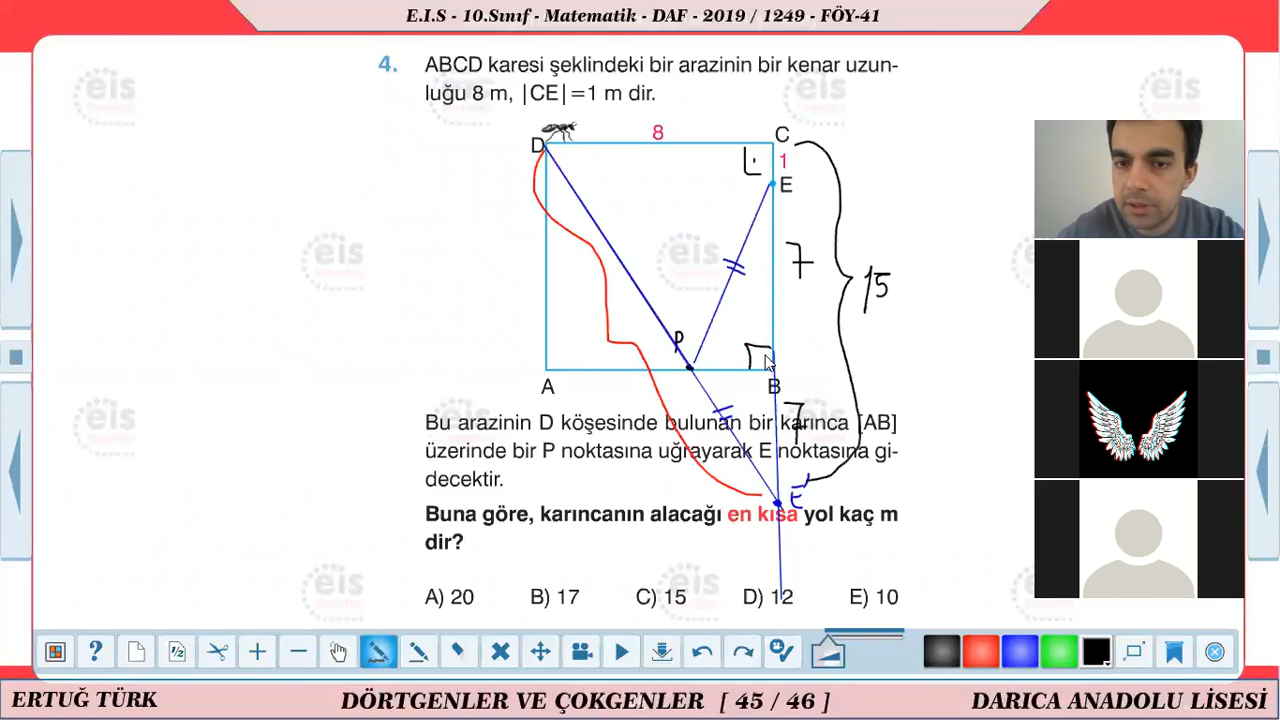 E.I.S - 10.Sınıf - Matematik - DAF - 2019 / 1249 - FÖY-41
4. ABCD karesi şeklindeki bir arazinin bir kenar uzun-
luğu 8 m, |CE|=1 m dir.
D 8 C
1
E
7
15
P
A B
7
E'
Bu arazinin D köşesinde bulunan bir karınca [AB]
üzerinde bir P noktasına uğrayarak E noktasına gi-
decektir.
Buna göre, karıncanın alacağı en kısa yol kaç m
dir?
A) 20 B) 17 C) 15 D) 12 E) 10
ERTUĞ TÜRK DÖRTGENLER VE ÇOKGENLER [ 45 / 46 ] DARICA ANADOLU LİSESİ